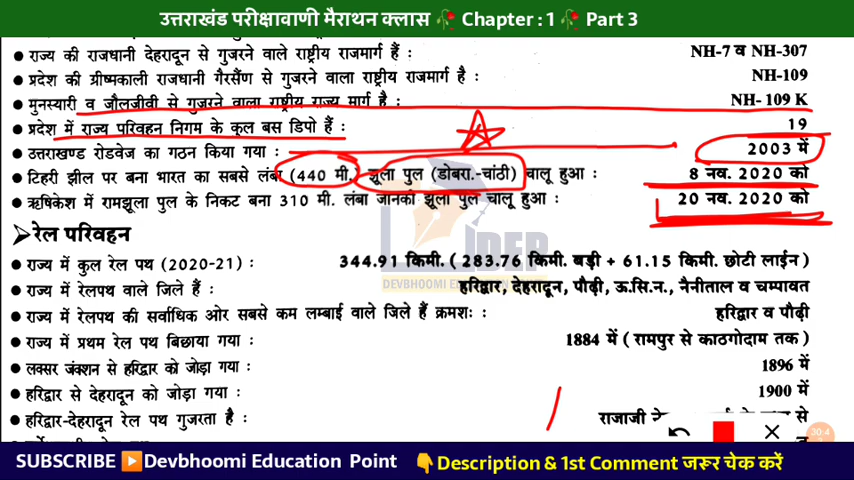 उत्तराखंड परीक्षावाणी मैराथन क्लास 🥀 Chapter : 1 🥀 Part 3
● राज्य की राजधानी देहरादून से गुजरने वाले राष्ट्रीय राजमार्ग हैं : NH-7 व NH-307
● प्रदेश की ग्रीष्मकाली राजधानी गैरसैंण से गुजरने वाला राष्ट्रीय राजमार्ग है : NH-109
● मुनस्यारी व जौलजीवी से गुजरने वाला राष्ट्रीय राज्य मार्ग है : NH- 109 K
● प्रदेश में राज्य परिवहन निगम के कुल बस डिपो हैं : 19
● उत्तराखण्ड रोडवेज का गठन किया गया : 2003 में
● टिहरी झील पर बना भारत का सबसे लंबा (440 मी. झूला पुल (डोबरा.-चांठी) चालू हुआ : 8 नव. 2020 को
● ऋषिकेश में रामझूला पुल के निकट बना 310 मी. लंबा जानकी झूला पुल चालू हुआ : 20 नव. 2020 को
DEP
DEVBHOOMI EDUCATION
➤रेल परिवहन
● राज्य में कुल रेल पथ (2020-21) : 344.91 किमी. ( 283.76 किमी. बड़ी + 61.15 किमी. छोटी लाईन )
● राज्य में रेलपथ वाले जिले हैं : हरिद्वार, देहरादून, पौढ़ी, ऊ.सि.न., नैनीताल व चम्पावत
● राज्य में रेलपथ की सर्वाधिक ओर सबसे कम लम्बाई वाले जिले हैं क्रमशः : हरिद्वार व पौढ़ी
● राज्य में प्रथम रेल पथ बिछाया गया : 1884 में ( रामपुर से काठगोदाम तक )
● लक्सर जंक्शन से हरिद्वार को जोड़ा गया : 1896 में
● हरिद्वार से देहरादून को जोड़ा गया : 1900 में
● हरिद्वार-देहरादून रेल पथ गुजरता है : राजाजी से
30:4
SUBSCRIBE ▶️Devbhoomi Education Point 👇Description & 1st Comment जरूर चेक करें